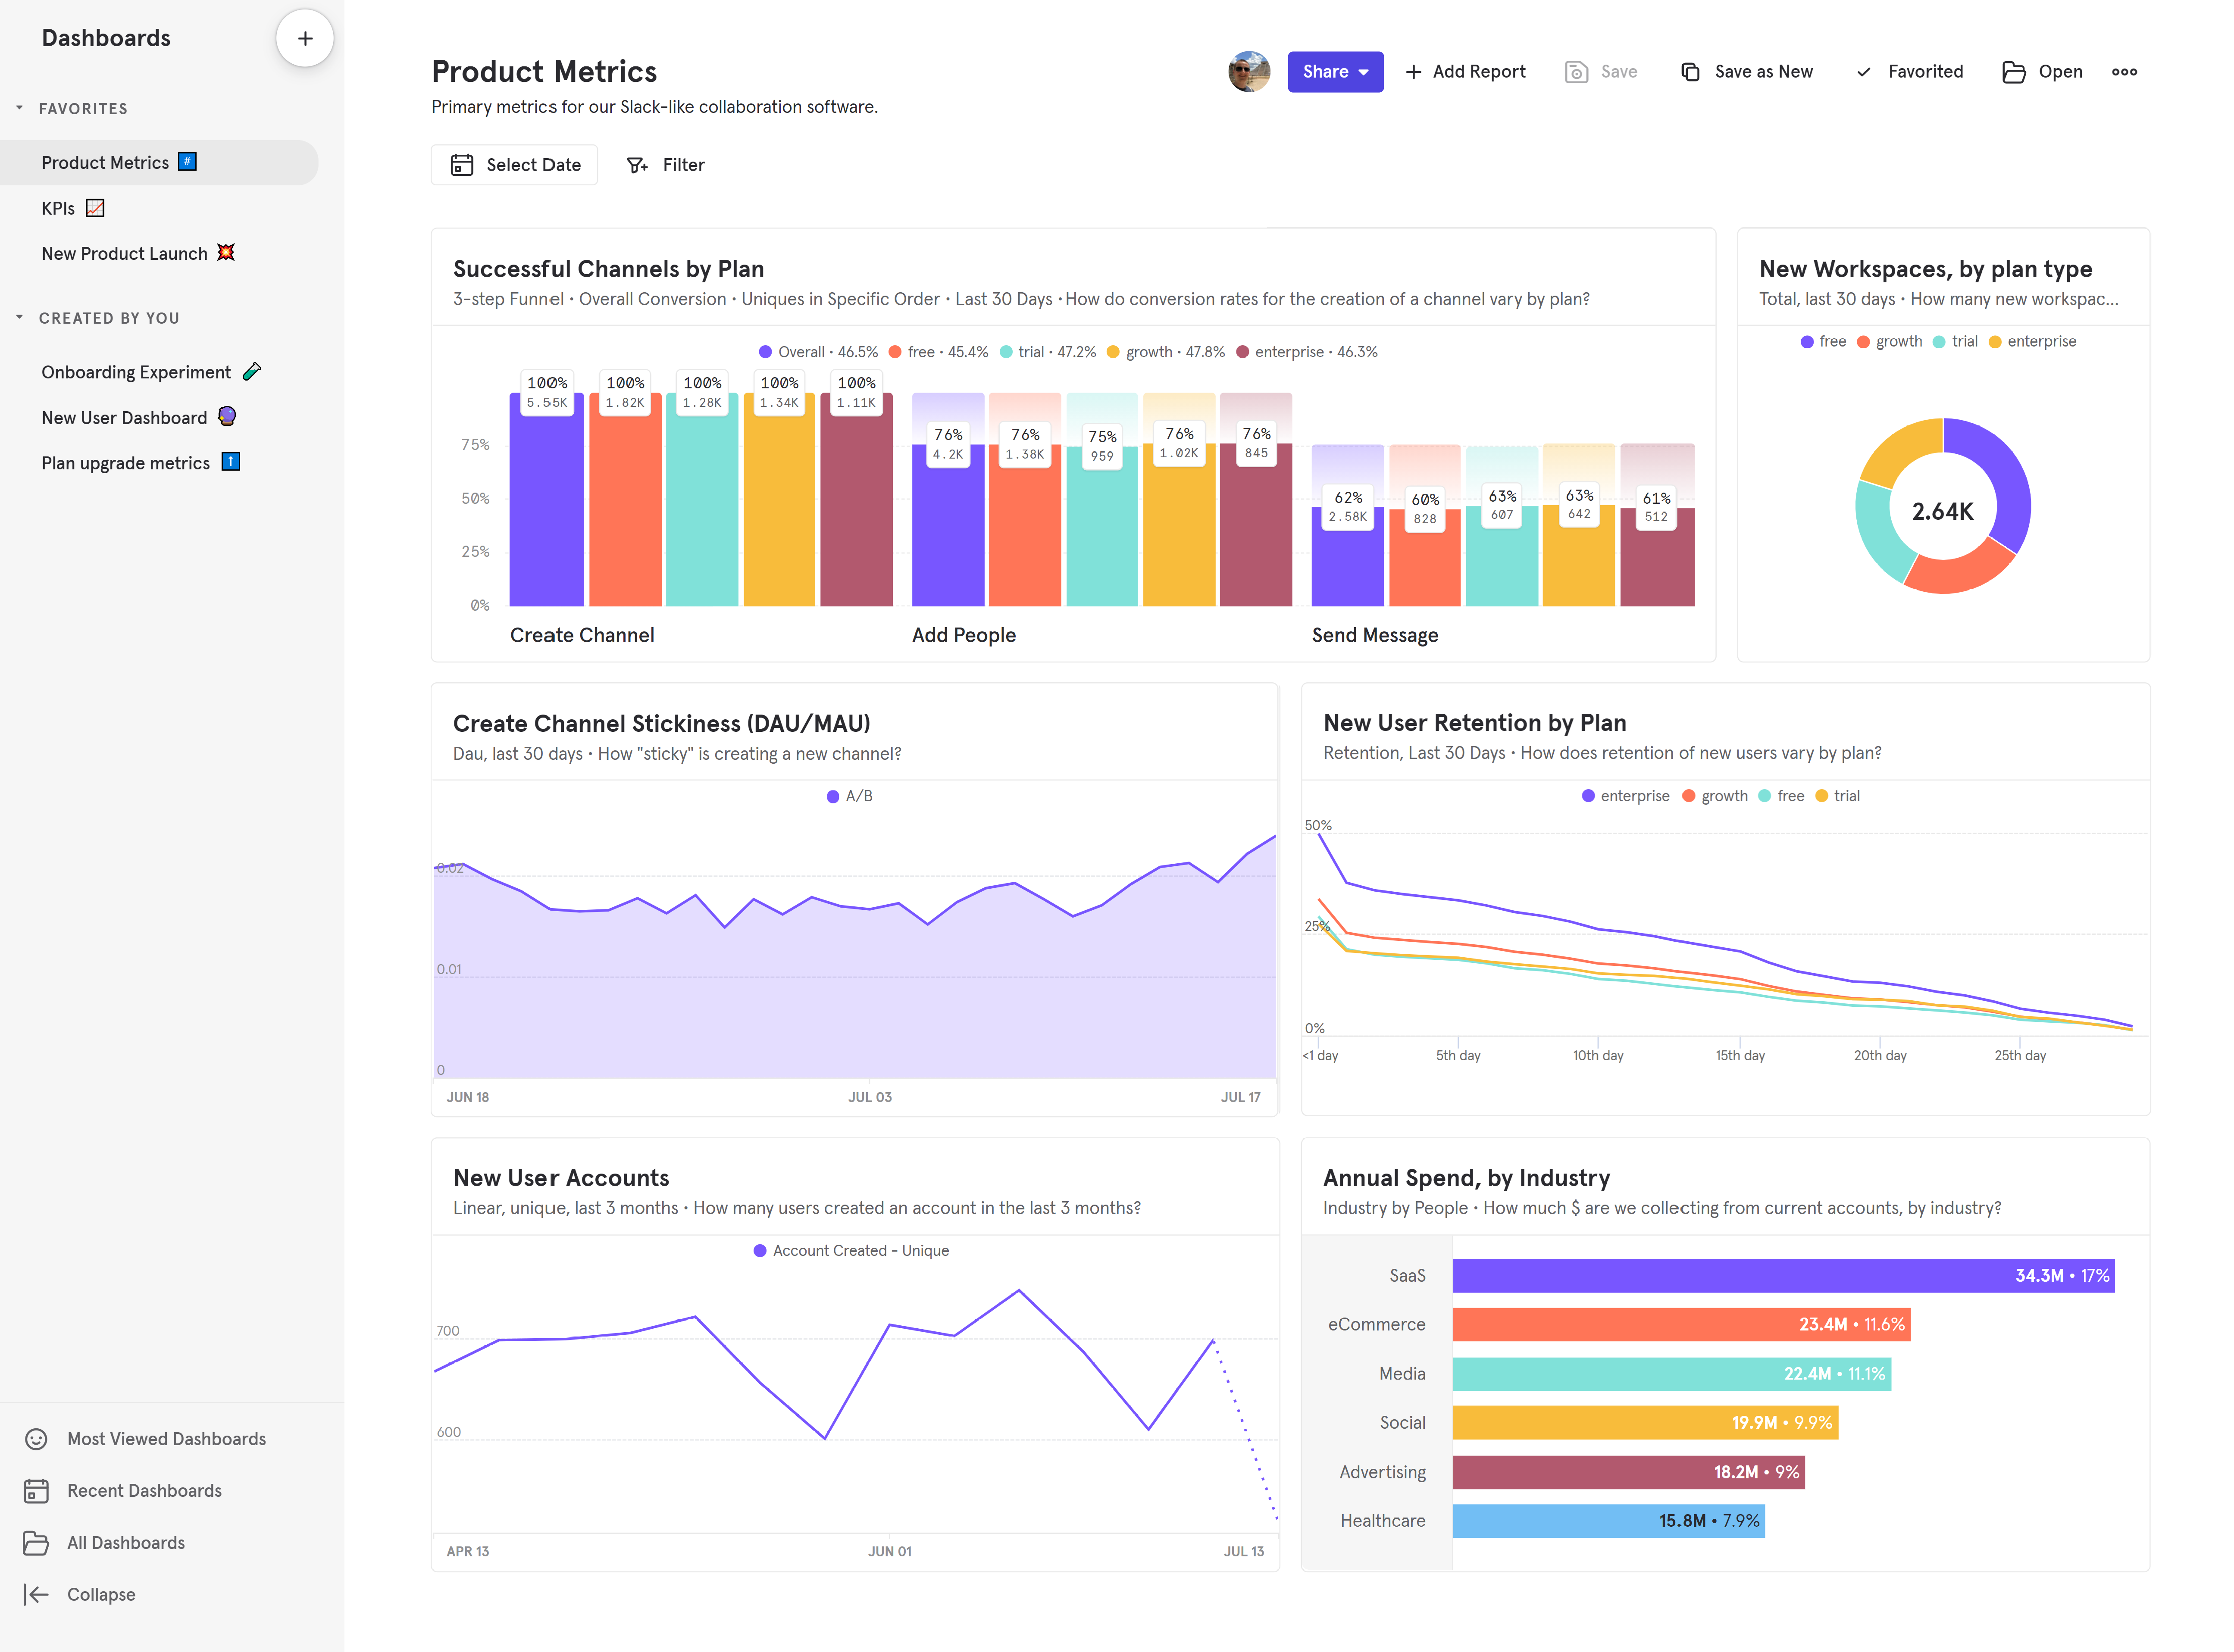 Dashboards
+
FAVORITES
Product Metrics #
KPIs
New Product Launch
CREATED BY YOU
Onboarding Experiment
New User Dashboard
Plan upgrade metrics ↑
Most Viewed Dashboards
Recent Dashboards
All Dashboards
Collapse
Product Metrics
Primary metrics for our Slack-like collaboration software.
Share
+ Add Report
Save
Save as New
Favorited
Open
Select Date
Filter
Successful Channels by Plan
3-step Funnel • Overall Conversion • Uniques in Specific Order • Last 30 Days • How do conversion rates for the creation of a channel vary by plan?
Overall • 46.5% free • 45.4% trial • 47.2% growth • 47.8% enterprise • 46.3%
75%
50%
25%
0%
100% 100% 100% 100% 100%
5.55K 1.82K 1.28K 1.34K 1.11K
76% 76% 75% 76% 76%
4.2K 1.38K 959 1.02K 845
62% 60% 63% 63% 61%
2.58K 828 607 642 512
Create Channel Add People Send Message
New Workspaces, by plan type
Total, last 30 days • How many new workspac...
free growth trial enterprise
2.64K
Create Channel Stickiness (DAU/MAU)
Dau, last 30 days • How "sticky" is creating a new channel?
A/B
0.02
0.01
0
JUN 18 JUL 03 JUL 17
New User Retention by Plan
Retention, Last 30 Days • How does retention of new users vary by plan?
enterprise growth free trial
50%
25%
0%
<1 day 5th day 10th day 15th day 20th day 25th day
New User Accounts
Linear, unique, last 3 months • How many users created an account in the last 3 months?
Account Created - Unique
700
600
APR 13 JUN 01 JUL 13
Annual Spend, by Industry
Industry by People • How much $ are we collecting from current accounts, by industry?
SaaS 34.3M • 17%
eCommerce 23.4M • 11.6%
Media 22.4M • 11.1%
Social 19.9M • 9.9%
Advertising 18.2M • 9%
Healthcare 15.8M • 7.9%